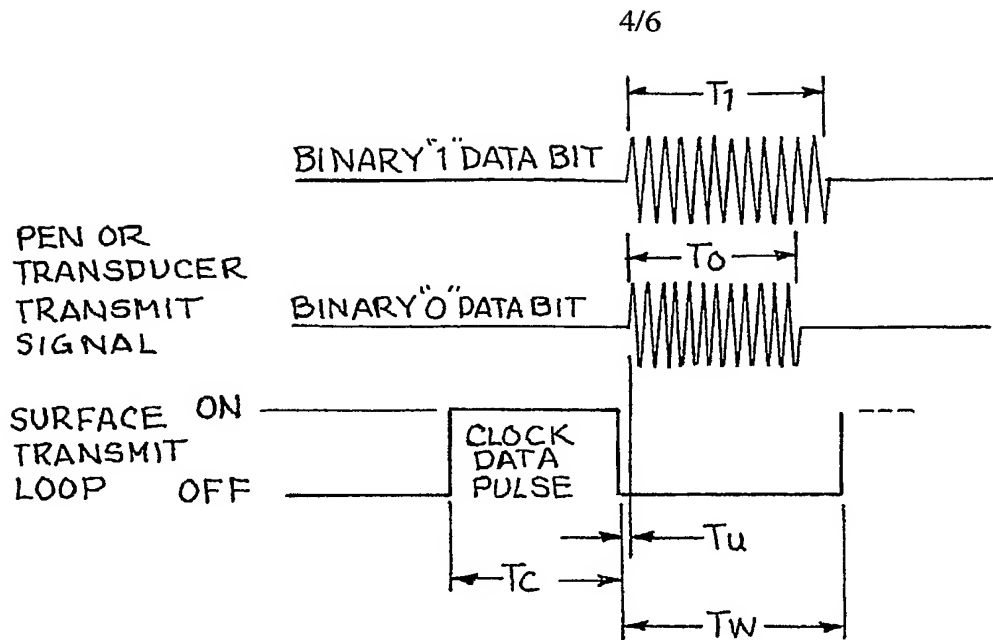 4/6
T1
BINARY "1" DATA BIT
PEN OR
TRANSDUCER
TRANSMIT
SIGNAL
T0
BINARY "0" DATA BIT
SURFACE ON
TRANSMIT
LOOP OFF
CLOCK
DATA
PULSE
TU
TC
TW